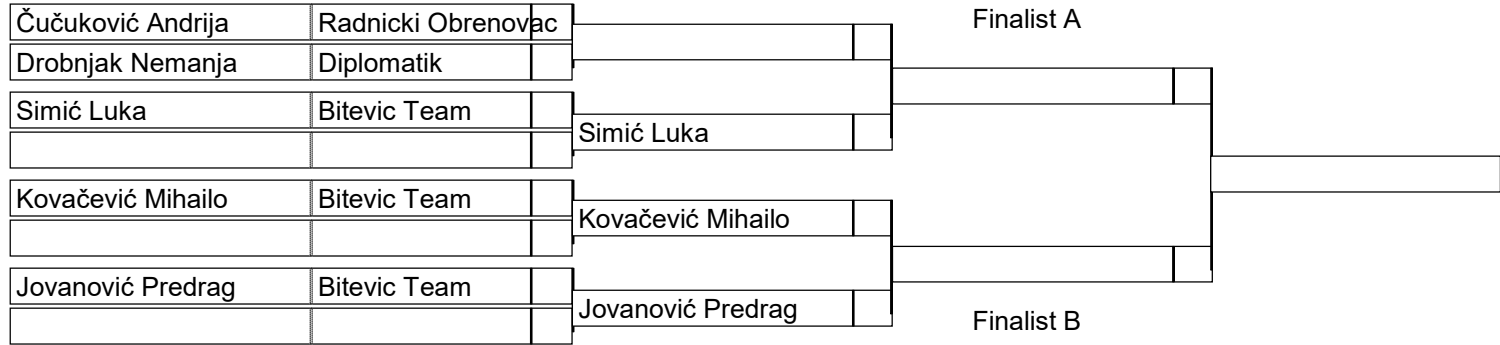 Čučuković Andrija Radnicki Obrenovac
Finalist A
Drobnjak Nemanja Diplomatik
Simić Luka Bitevic Team
Simić Luka
Kovačević Mihailo Bitevic Team
Kovačević Mihailo
Jovanović Predrag Bitevic Team
Jovanović Predrag
Finalist B